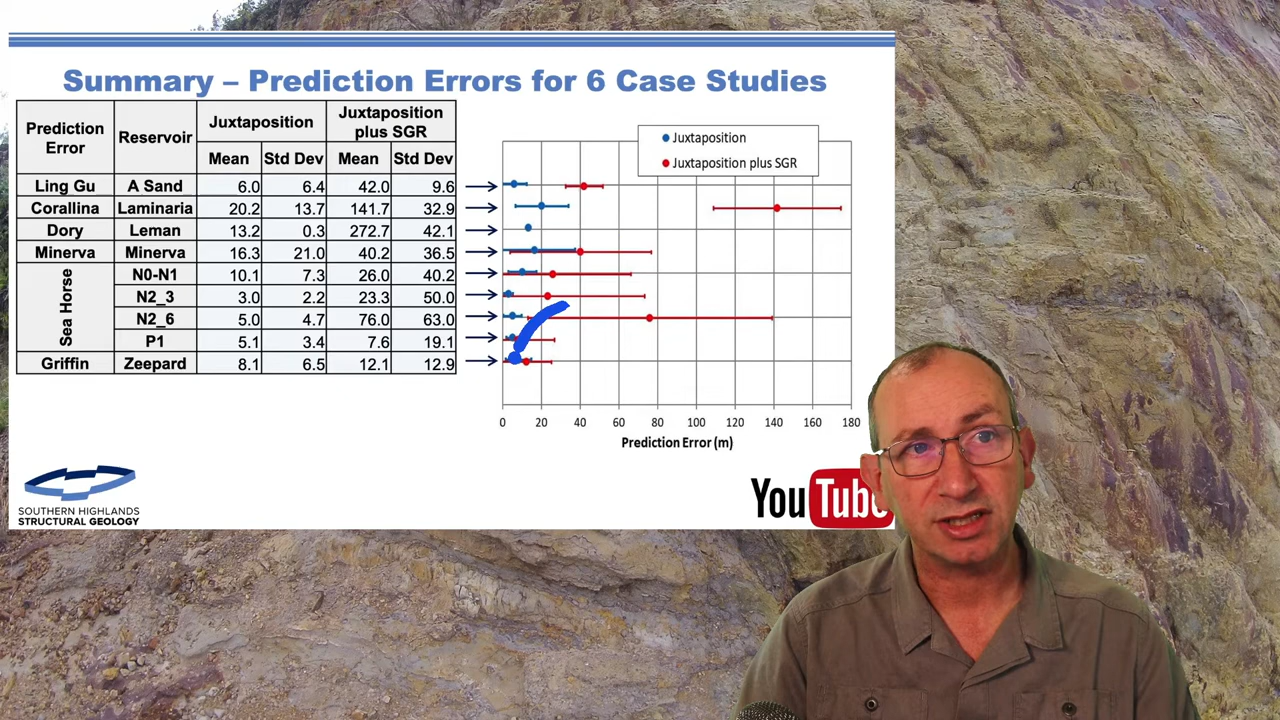 Summary – Prediction Errors for 6 Case Studies
Prediction Error Reservoir Juxtaposition Juxtaposition plus SGR
Mean Std Dev Mean Std Dev
Ling Gu A Sand 6.0 6.4 42.0 9.6
Corallina Laminaria 20.2 13.7 141.7 32.9
Dory Leman 13.2 0.3 272.7 42.1
Minerva Minerva 16.3 21.0 40.2 36.5
Sea Horse N0-N1 10.1 7.3 26.0 40.2
N2_3 3.0 2.2 23.3 50.0
N2_6 5.0 4.7 76.0 63.0
P1 5.1 3.4 7.6 19.1
Griffin Zeepard 8.1 6.5 12.1 12.9
Juxtaposition
Juxtaposition plus SGR
0 20 40 60 80 100 120 140 160 180
Prediction Error (m)
SOUTHERN HIGHLANDS
STRUCTURAL GEOLOGY
YouTube